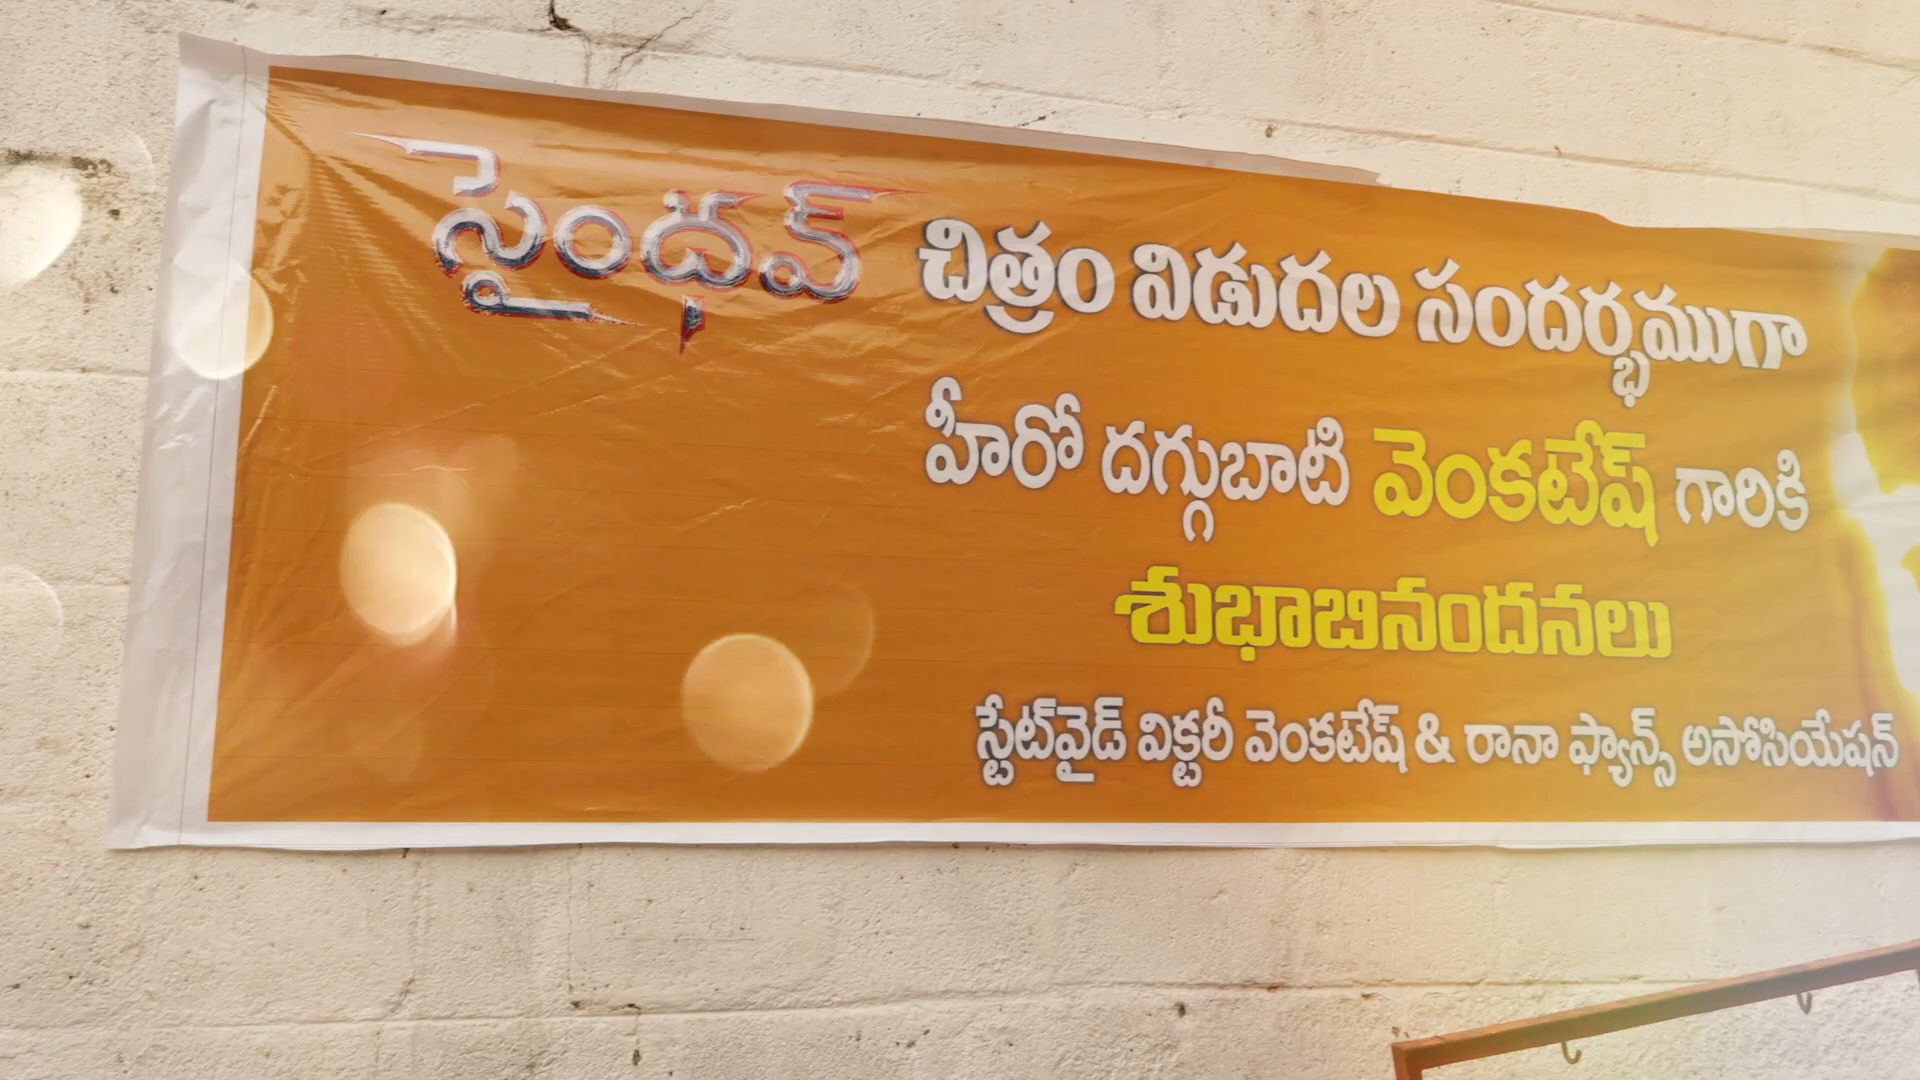 సైంధవ్ చిత్రం విడుదల సందర్భముగా
హీరో దగ్గుబాటి వెంకటేష్ గారికి
శుభాబినందనలు
స్టేట్‌వైడ్ విక్టరీ వెంకటేష్ & రానా ఫ్యాన్స్ అసోసియేషన్